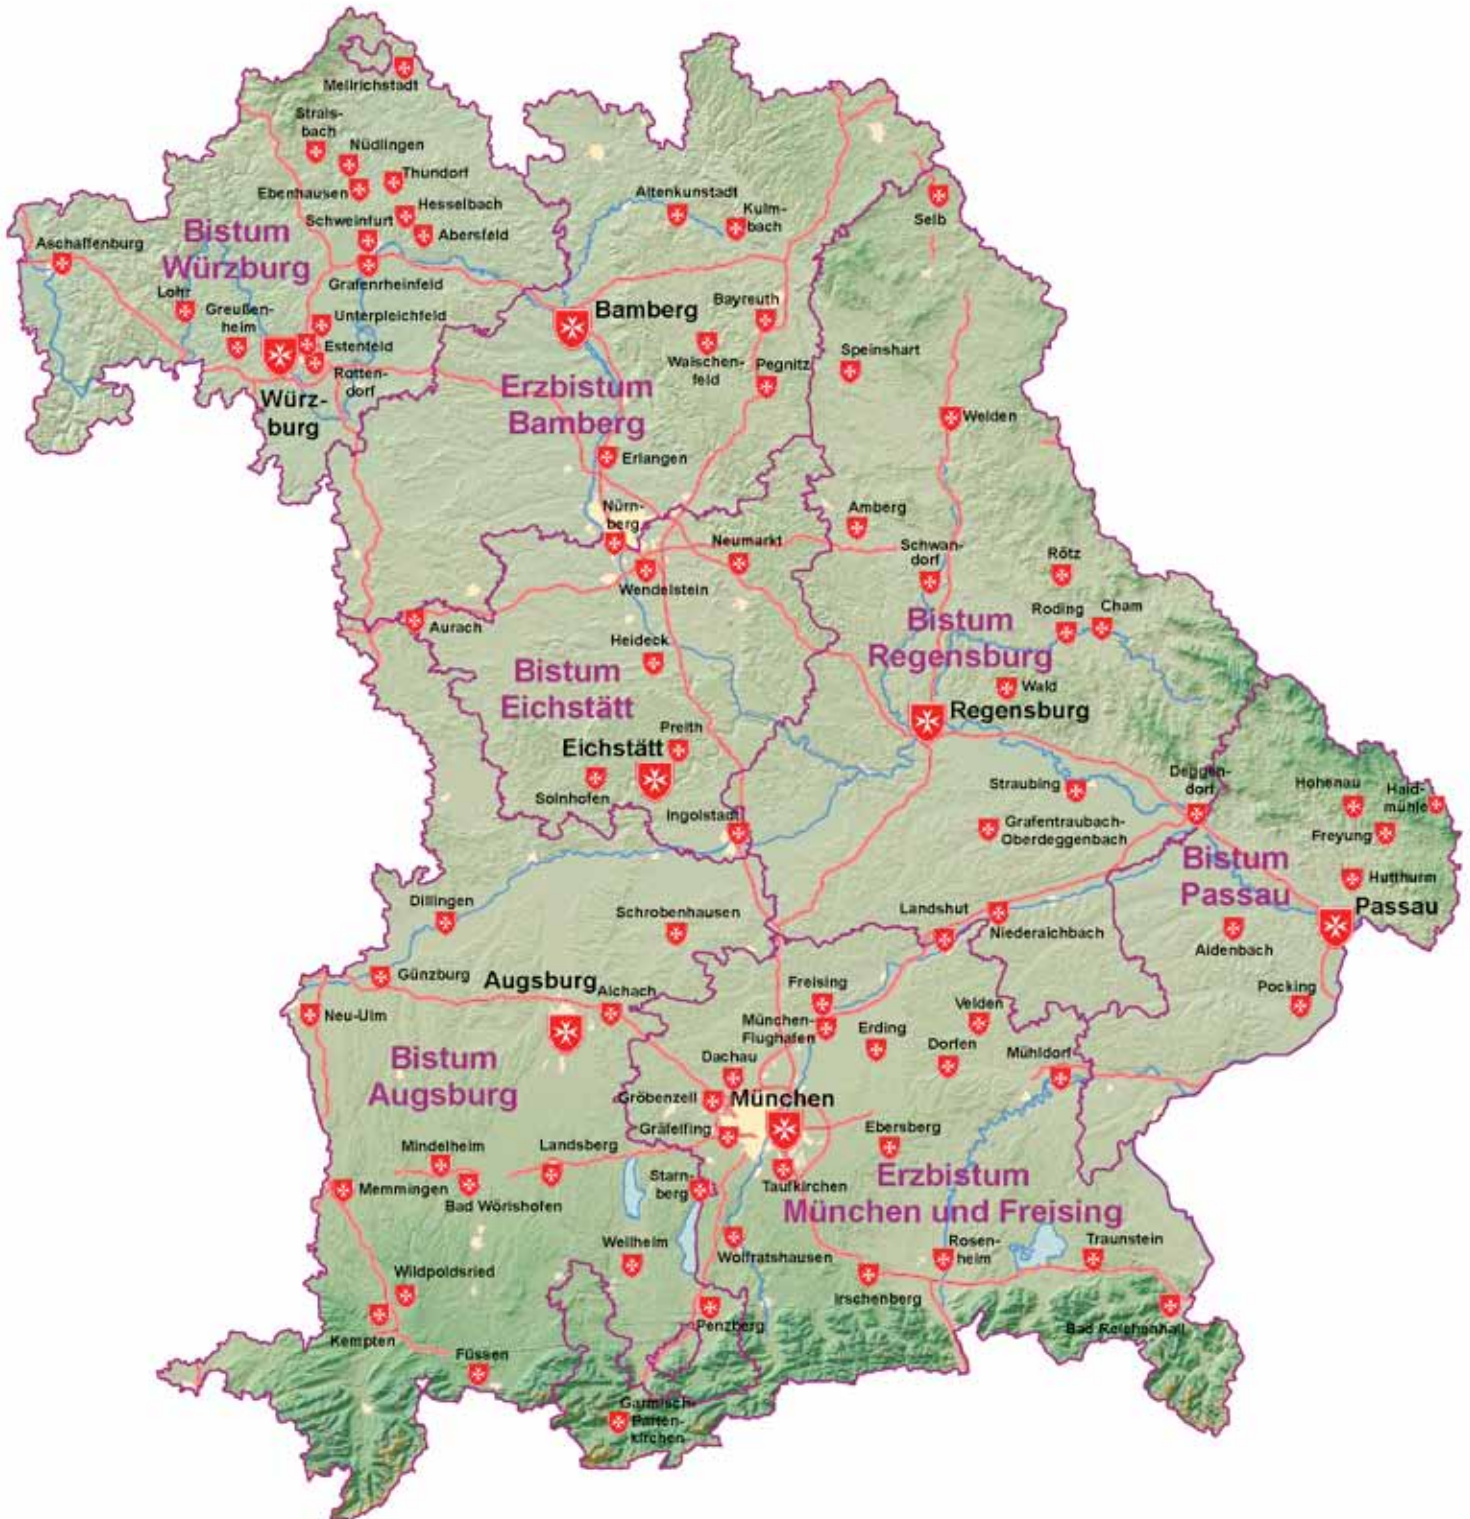 Mellrichstadt
Strals-
bach
Nüdlingen
Thundorf
Ebenhausen
Hesselbach
Schweinfurt
Abersfeld
Bistum
Würzburg
Aschaffenburg
Grafenrheinfeld
Lohr
Greußen-
heim
Unterpleichfeld
Estenfeld
Rotten-
dorf
Würz-
burg
Altenkunstadt
Kulm-
bach
Selb
Bamberg
Bayreuth
Waischen-
feld
Pegnitz
Speinshart
Erzbistum
Bamberg
Weiden
Erlangen
Nürn-
berg
Amberg
Neumarkt
Schwan-
dorf
Rötz
Wendelstein
Roding
Cham
Aurach
Bistum
Regensburg
Heideck
Bistum
Eichstätt
Wald
Regensburg
Preith
Eichstätt
Solnhofen
Straubing
Deggen-
dorf
Hohenau
Haid-
mühle
Ingolstadt
Grafentraubach-
Oberdeggenbach
Freyung
Bistum
Passau
Hutthurm
Dillingen
Schrobenhausen
Landshut
Niederaichbach
Passau
Aidenbach
Günzburg
Augsburg
Aichach
Freising
Velden
Pocking
Neu-Ulm
München-
Flughafen
Erding
Dorfen
Mühldorf
Bistum
Augsburg
Dachau
Gröbenzell
München
Gräfelfing
Ebersberg
Mindelheim
Landsberg
Erzbistum
München und Freising
Starn-
berg
Taufkirchen
Memmingen
Bad Wörishofen
Weilheim
Wolfratshausen
Rosen-
heim
Traunstein
Wildpoldsried
Irschenberg
Kempten
Penzberg
Bad Reichenhall
Füssen
Garmisch-
Parten-
kirchen